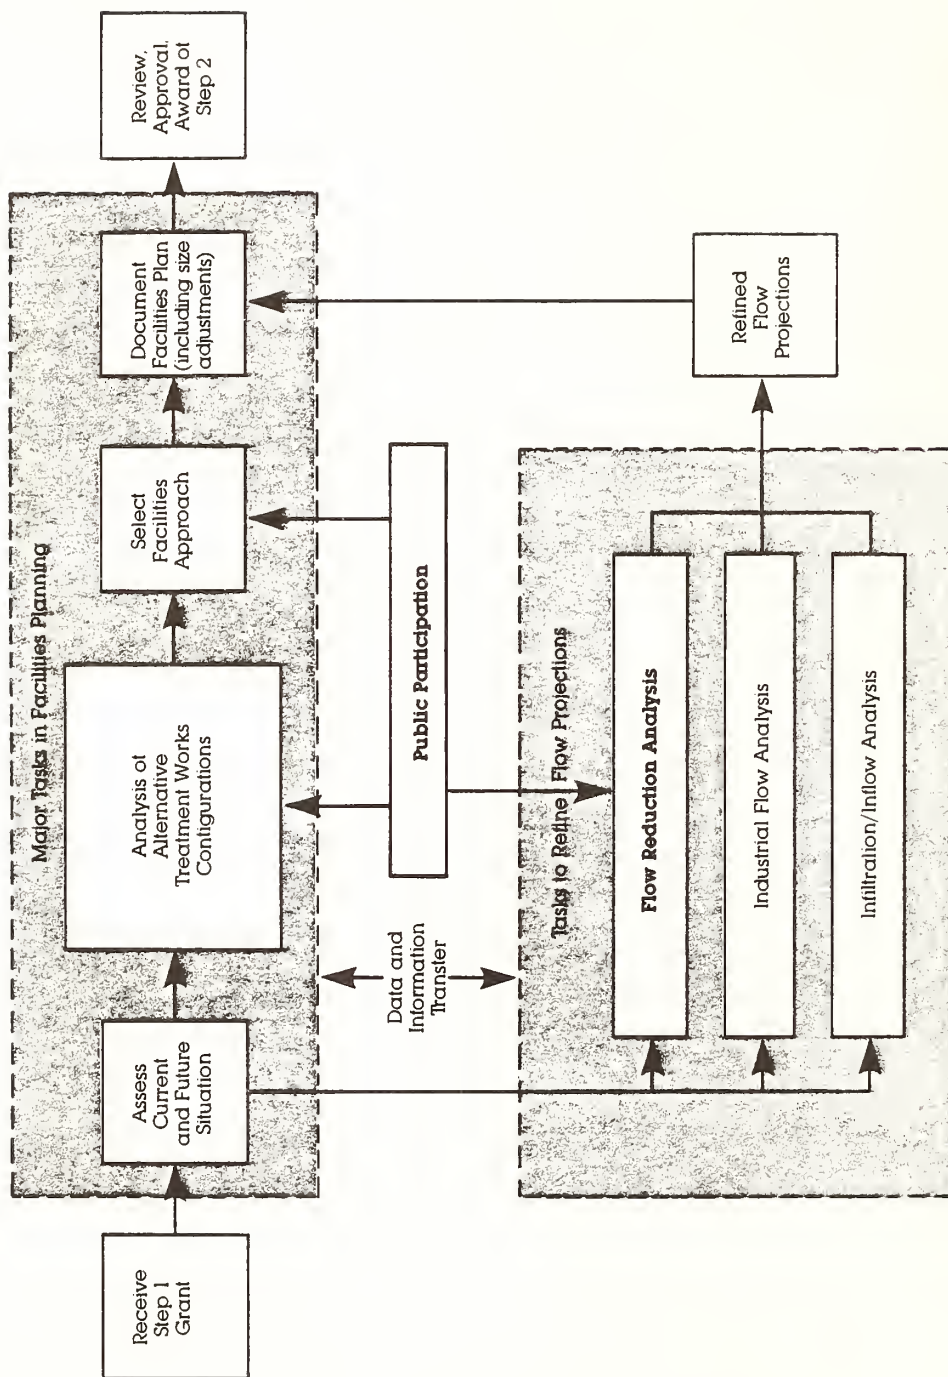 Major Tasks in Facilities Planning
Receive
Step 1
Grant
Assess
Current
and Future
Situation
Analysis of
Alternative
Treatment Works
Configurations
Select
Facilities
Approach
Document
Facilities Plan
(including size
adjustments)
Review,
Approval,
Award of
Step 2
Data and
Information
Transfer
Public Participation
Tasks to Refine Flow Projections
Flow Reduction Analysis
Industrial Flow Analysis
Infiltration/Inflow Analysis
Refined
Flow
Projections